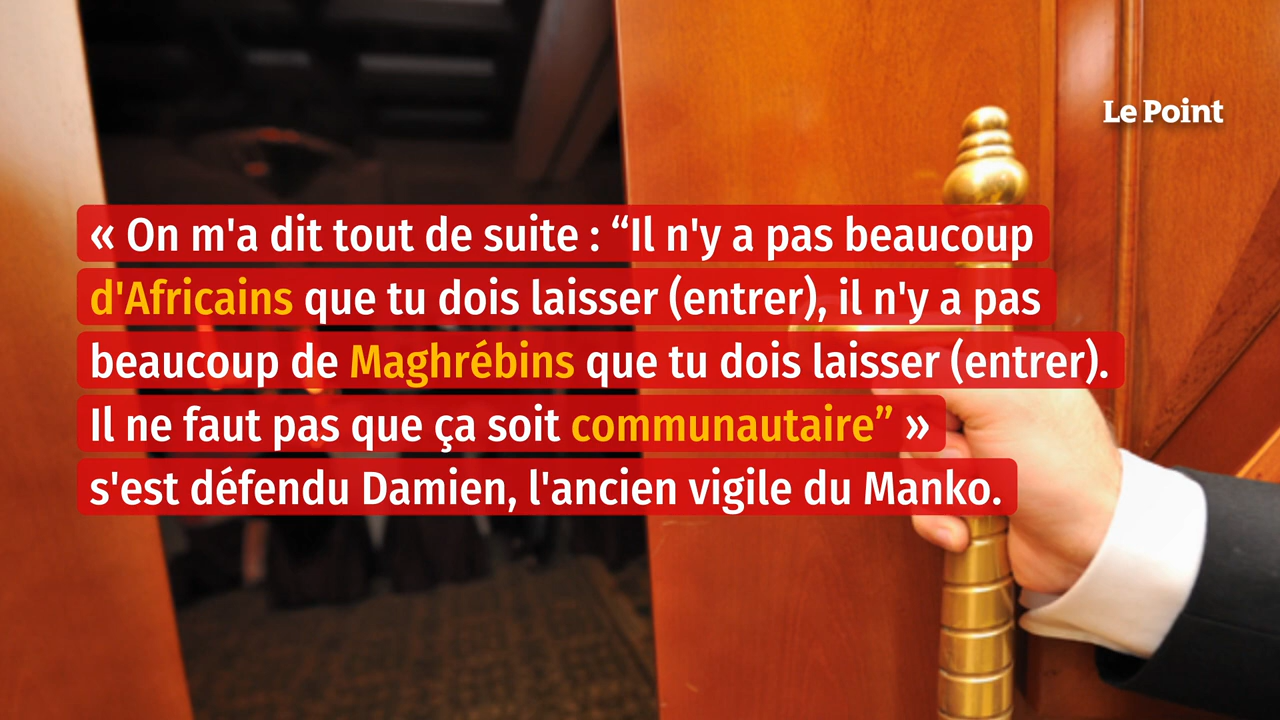 Le Point
« On m'a dit tout de suite : “Il n'y a pas beaucoup
d'Africains que tu dois laisser (entrer), il n'y a pas
beaucoup de Maghrébins que tu dois laisser (entrer).
Il ne faut pas que ça soit communautaire” »
s'est défendu Damien, l'ancien vigile du Manko.